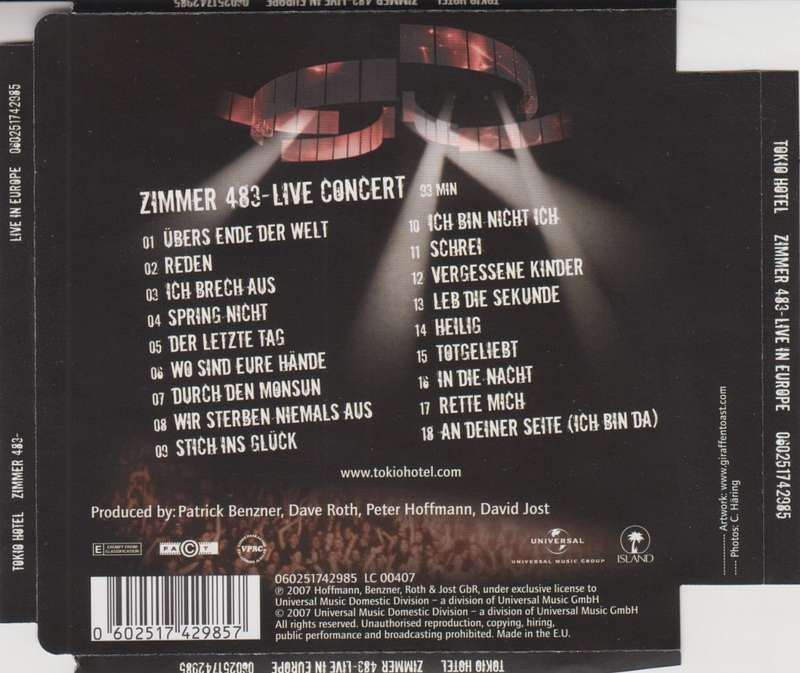 TOKIO HOTEL ZIMMER 483-LIVE IN EUROPE 060251742985
LIVE IN EUROPE 060251742985
TOKIO HOTEL ZIMMER 483-
ZIMMER 483-LIVE CONCERT 93 MIN
01 ÜBERS ENDE DER WELT
02 REDEN
03 ICH BRECH AUS
04 SPRING NICHT
05 DER LETZTE TAG
06 WO SIND EURE HÄNDE
07 DURCH DEN MONSUN
08 WIR STERBEN NIEMALS AUS
09 STICH INS GLÜCK
10 ICH BIN NICHT ICH
11 SCHREI
12 VERGESSENE KINDER
13 LEB DIE SEKUNDE
14 HEILIG
15 TOTGELIEBT
16 IN DIE NACHT
17 RETTE MICH
18 AN DEINER SEITE (ICH BIN DA)
www.tokiohotel.com
Produced by: Patrick Benzner, Dave Roth, Peter Hoffmann, David Jost
E EXEMPT FROM CLASSIFICATION
VPRC
UNIVERSAL
UNIVERSAL MUSIC GROUP
ISLAND
060251742985 LC 00407
℗ 2007 Hoffmann, Benzner, Roth & Jost GbR, under exclusive license to
Universal Music Domestic Division – a division of Universal Music GmbH
© 2007 Universal Music Domestic Division – a division of Universal Music GmbH
All rights reserved. Unauthorised reproduction, copying, hiring,
public performance and broadcasting prohibited. Made in the E.U.
0 602517 429857
Artwork: www.giraffentoast.com
Photos: C. Häring
TOKIO HOTEL ZIMMER 483-LIVE IN EUROPE 060251742985
TOKIO HOTEL ZIMMER 483-LIVE IN EUROPE 060251742985